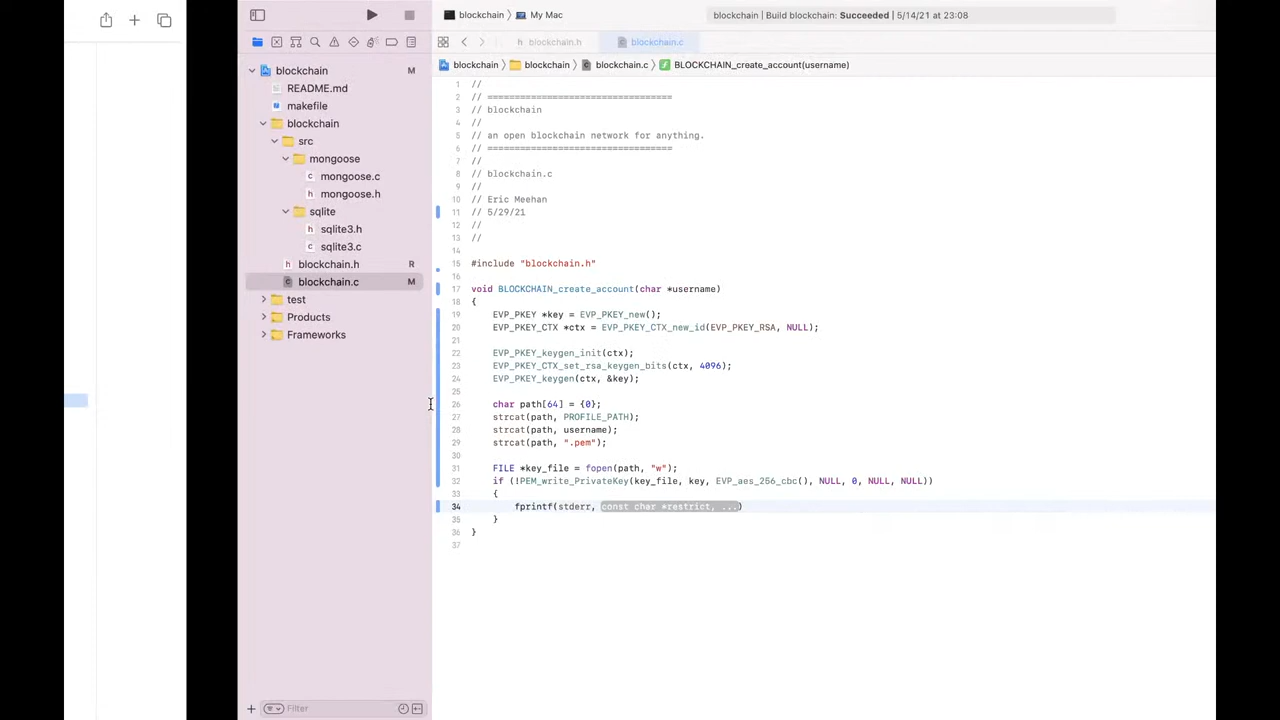 blockchain
My Mac
blockchain | Build blockchain: Succeeded | 5/14/21 at 23:08
blockchain.h
blockchain.c
blockchain
blockchain
blockchain.c
BLOCKCHAIN_create_account(username)
blockchain M
README.md
makefile
blockchain
src
mongoose
mongoose.c
mongoose.h
sqlite
sqlite3.h
sqlite3.c
blockchain.h R
blockchain.c M
test
Products
Frameworks
Filter
1 //
2 // ==================================
3 // blockchain
4 //
5 // an open blockchain network for anything.
6 // ==================================
7 //
8 // blockchain.c
9 //
10 // Eric Meehan
11 // 5/29/21
12 //
13 //
14
15 #include "blockchain.h"
16
17 void BLOCKCHAIN_create_account(char *username)
18 {
19 EVP_PKEY *key = EVP_PKEY_new();
20 EVP_PKEY_CTX *ctx = EVP_PKEY_CTX_new_id(EVP_PKEY_RSA, NULL);
21
22 EVP_PKEY_keygen_init(ctx);
23 EVP_PKEY_CTX_set_rsa_keygen_bits(ctx, 4096);
24 EVP_PKEY_keygen(ctx, &key);
25
26 char path[64] = {0};
27 strcat(path, PROFILE_PATH);
28 strcat(path, username);
29 strcat(path, ".pem");
30
31 FILE *key_file = fopen(path, "w");
32 if (!PEM_write_PrivateKey(key_file, key, EVP_aes_256_cbc(), NULL, 0, NULL, NULL))
33 {
34 fprintf(stderr, const char *restrict, ...)
35 }
36 }
37